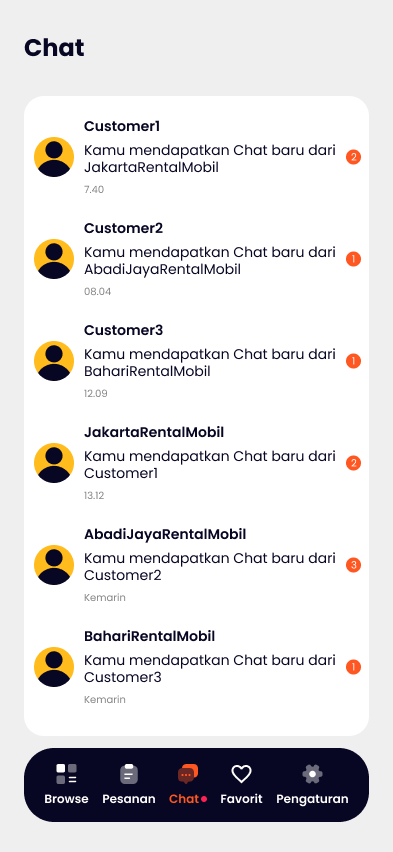 Chat
Customer1
Kamu mendapatkan Chat baru dari
JakartaRentalMobil
2
7.40
Customer2
Kamu mendapatkan Chat baru dari
AbadiJayaRentalMobil
1
08.04
Customer3
Kamu mendapatkan Chat baru dari
BahariRentalMobil
1
12.09
JakartaRentalMobil
Kamu mendapatkan Chat baru dari
Customer1
2
13.12
AbadiJayaRentalMobil
Kamu mendapatkan Chat baru dari
Customer2
3
Kemarin
BahariRentalMobil
Kamu mendapatkan Chat baru dari
Customer3
1
Kemarin
Browse Pesanan Chat Favorit Pengaturan